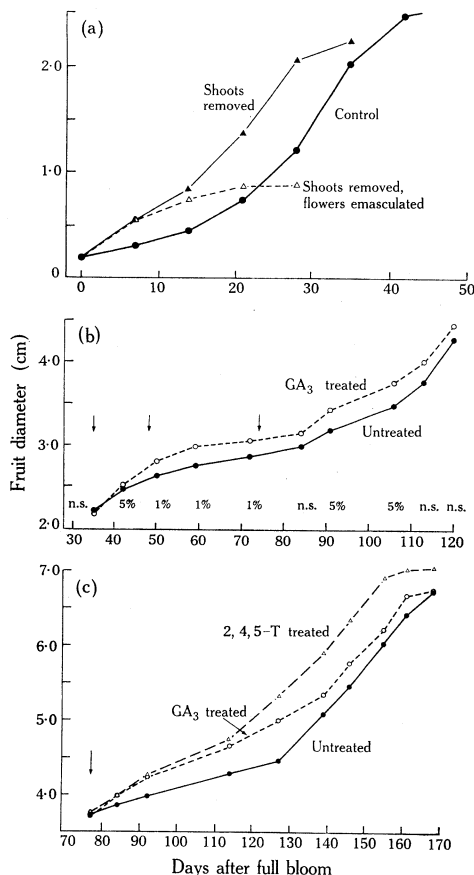 (a)
2·0
1·0
0
Shoots
removed
Control
Shoots removed,
flowers emasculated
0 10 20 30 40 50
(b)
4·0
3·0
2·0
Fruit diameter (cm)
GA₃ treated
Untreated
n.s. 5% 1% 1% 1% n.s. 5% 5% n.s. n.s.
30 40 50 60 70 80 90 100 110 120
(c)
7·0
6·0
5·0
4·0
2, 4, 5-T treated
GA₃ treated
Untreated
70 80 90 100 110 120 130 140 150 160 170
Days after full bloom